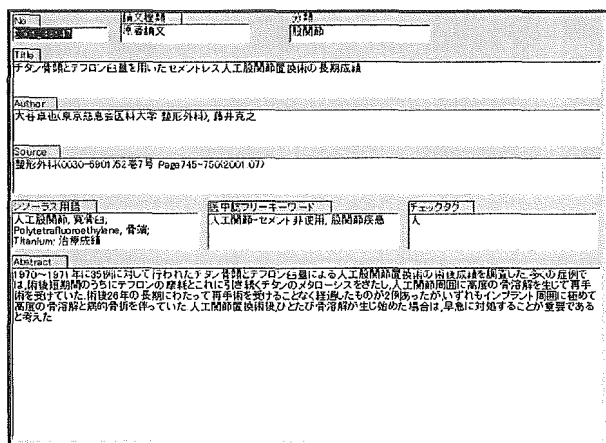 No 論文種類 分類
原著論文 股関節
Title
チタン骨頭とテフロン臼蓋を用いたセメントレス人工股関節置換術の長期成績
Author
大谷卓也(東京慈恵会医科大学 整形外科), 藤井克之
Source
整形外科(0030-5901)52巻7号 Page745-750(2001.07)
シソーラス用語 医中誌フリーキーワード チェックタグ
人工股関節, 寛骨臼, 人工関節-セメント非使用, 股関節疾患 人
Polytetrafluoroethylene, 骨頭;
Titanium; 治療成績
Abstract
1970〜1971年に35例に対して行われたチタン骨頭とテフロン臼蓋による人工股関節置換術の術後成績を調査した.多くの症例で
は,術後短期間のうちにテフロンの摩耗とこれに引き続くチタンのメタローシスをきたし,人工関節周囲に高度の骨溶解を生じて再手
術を受けていた.術後26年の長期にわたって再手術を受けることなく経過したものが2例あったが,いずれもインプラント周囲に極めて
高度の骨溶解と病的骨折を伴っていた.人工関節置換術後,ひとたび骨溶解が生じ始めた場合は,早急に対処することが重要である
と考えた